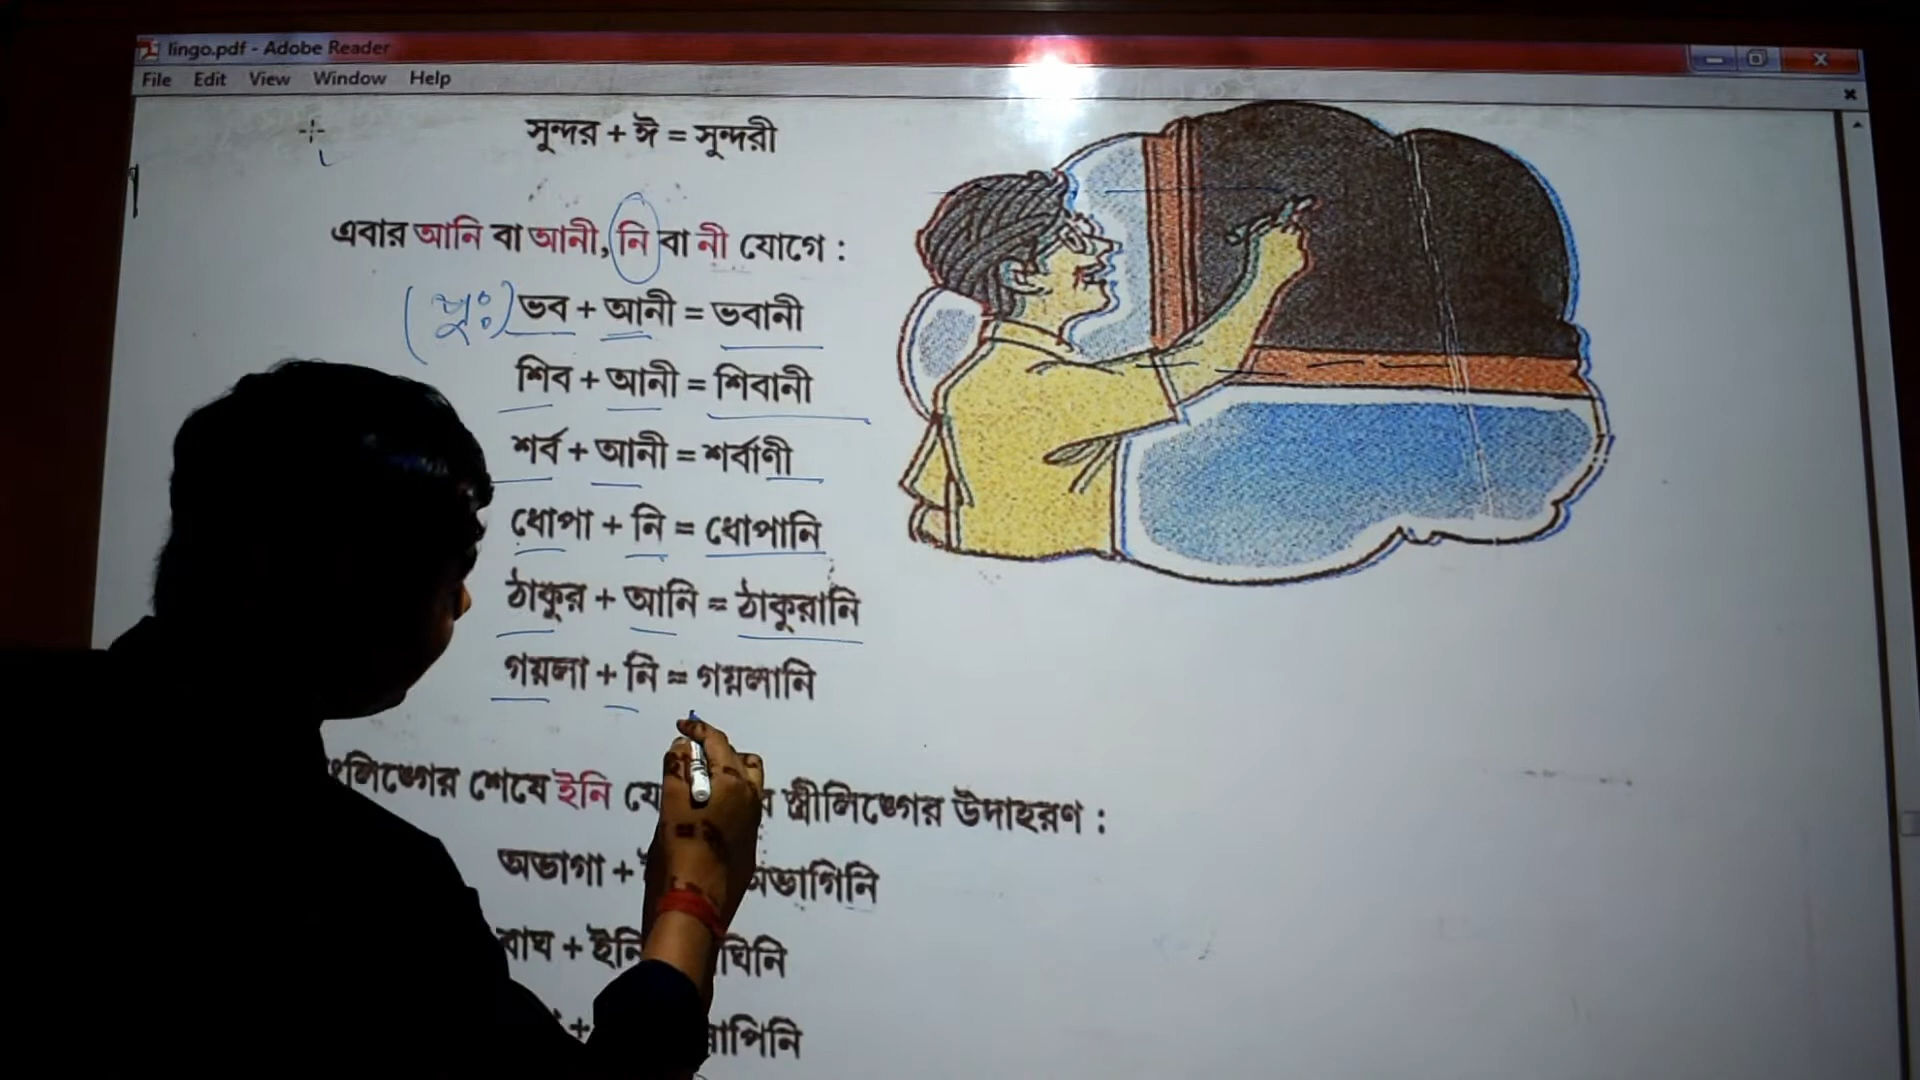 lingo.pdf - Adobe Reader
File Edit View Window Help
সুন্দর + ঈ = সুন্দরী
এবার আনি বা আনী, নি বা নী যোগে :
(পুঃ) ভব + আনী = ভবানী
শিব + আনী = শিবানী
শর্ব + আনী = শর্বাণী
ধোপা + নি = ধোপানি
ঠাকুর + আনি = ঠাকুরানি
গয়লা + নি = গয়লানি
শেষে ইনি স্ত্রীলিঙ্গের উদাহরণ :
অভাগা + অভাগিনি
বাঘ + ইনি